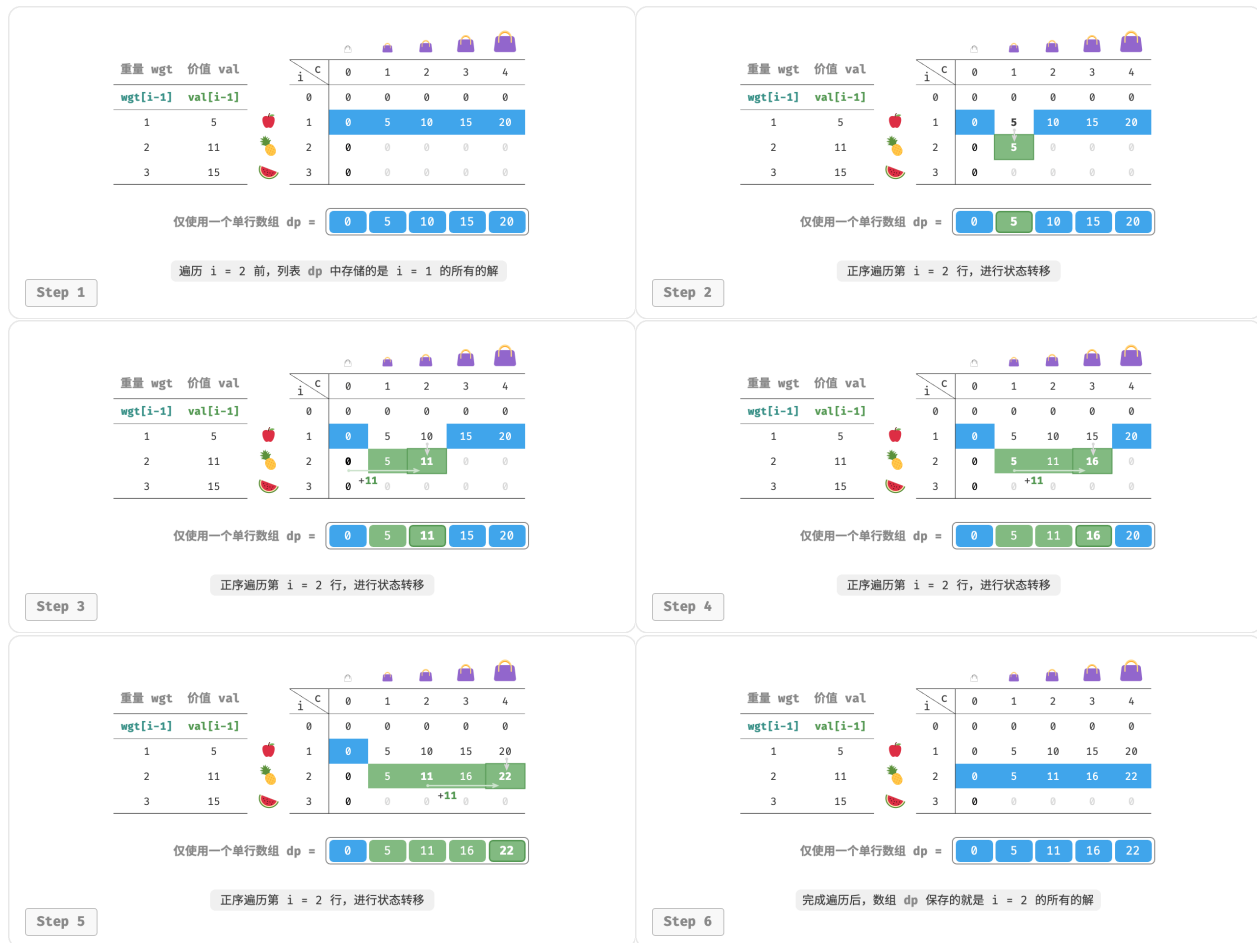 重量 wgt 价值 val
i C 0 1 2 3 4
wgt[i-1] val[i-1] 0 0 0 0 0 0
1 5 1 0 5 10 15 20
2 11 2 0 0 0 0 0
3 15 3 0 0 0 0 0
仅使用一个单行数组 dp = 0 5 10 15 20
遍历 i = 2 前，列表 dp 中存储的是 i = 1 的所有的解
Step 1
重量 wgt 价值 val
i C 0 1 2 3 4
wgt[i-1] val[i-1] 0 0 0 0 0 0
1 5 1 0 5 10 15 20
2 11 2 0 5 0 0 0
3 15 3 0 0 0 0 0
仅使用一个单行数组 dp = 0 5 10 15 20
正序遍历第 i = 2 行，进行状态转移
Step 2
重量 wgt 价值 val
i C 0 1 2 3 4
wgt[i-1] val[i-1] 0 0 0 0 0 0
1 5 1 0 5 10 15 20
2 11 2 0 5 11 0 0
+11
3 15 3 0 0 0 0 0
仅使用一个单行数组 dp = 0 5 11 15 20
正序遍历第 i = 2 行，进行状态转移
Step 3
重量 wgt 价值 val
i C 0 1 2 3 4
wgt[i-1] val[i-1] 0 0 0 0 0 0
1 5 1 0 5 10 15 20
2 11 2 0 5 11 16 0
+11
3 15 3 0 0 0 0 0
仅使用一个单行数组 dp = 0 5 11 16 20
正序遍历第 i = 2 行，进行状态转移
Step 4
重量 wgt 价值 val
i C 0 1 2 3 4
wgt[i-1] val[i-1] 0 0 0 0 0 0
1 5 1 0 5 10 15 20
2 11 2 0 5 11 16 22
+11
3 15 3 0 0 0 0 0
仅使用一个单行数组 dp = 0 5 11 16 22
正序遍历第 i = 2 行，进行状态转移
Step 5
重量 wgt 价值 val
i C 0 1 2 3 4
wgt[i-1] val[i-1] 0 0 0 0 0 0
1 5 1 0 5 10 15 20
2 11 2 0 5 11 16 22
3 15 3 0 0 0 0 0
仅使用一个单行数组 dp = 0 5 11 16 22
完成遍历后，数组 dp 保存的就是 i = 2 的所有的解
Step 6